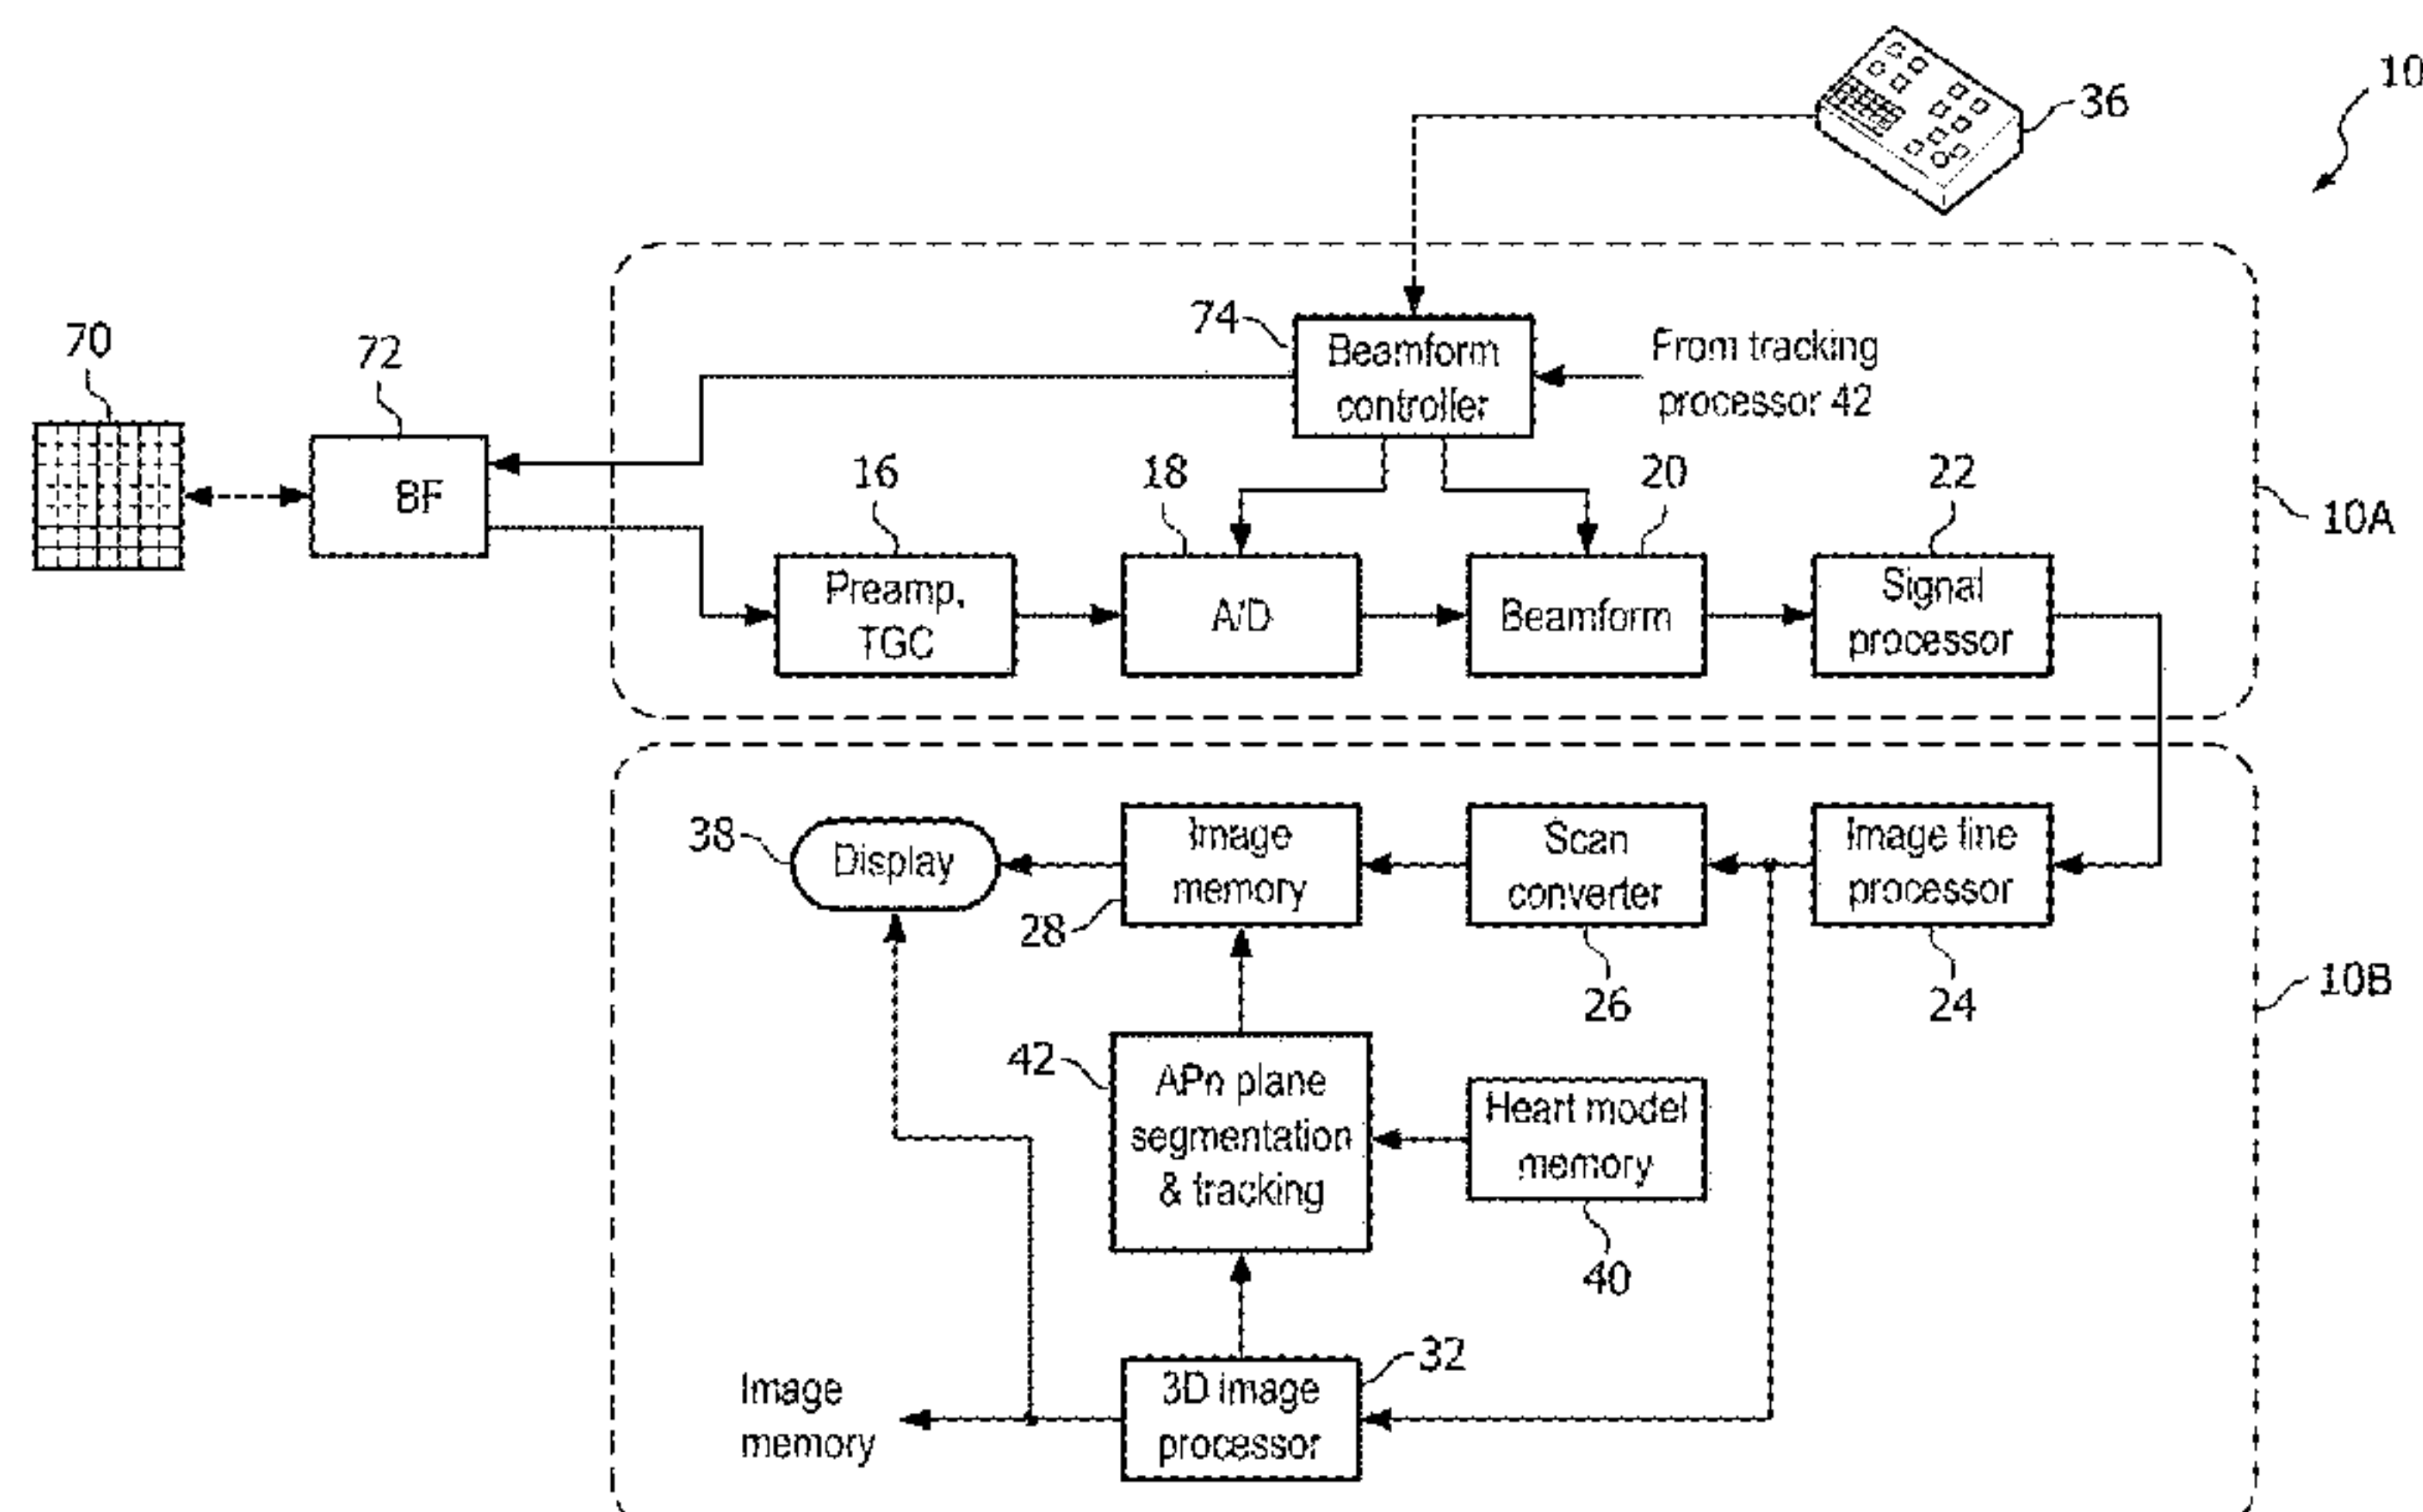 10
36
74
Beamform
controller
From tracking
processor 42
70
72
BF
16
18
20
22
10A
Preamp,
TGC
A/D
Beamform
Signal
processor
38
Display
Image
memory
28
Scan
converter
26
Image line
processor
24
10B
42
APn plane
segmentation
& tracking
Heart model
memory
40
32
Image
memory
3D image
processor